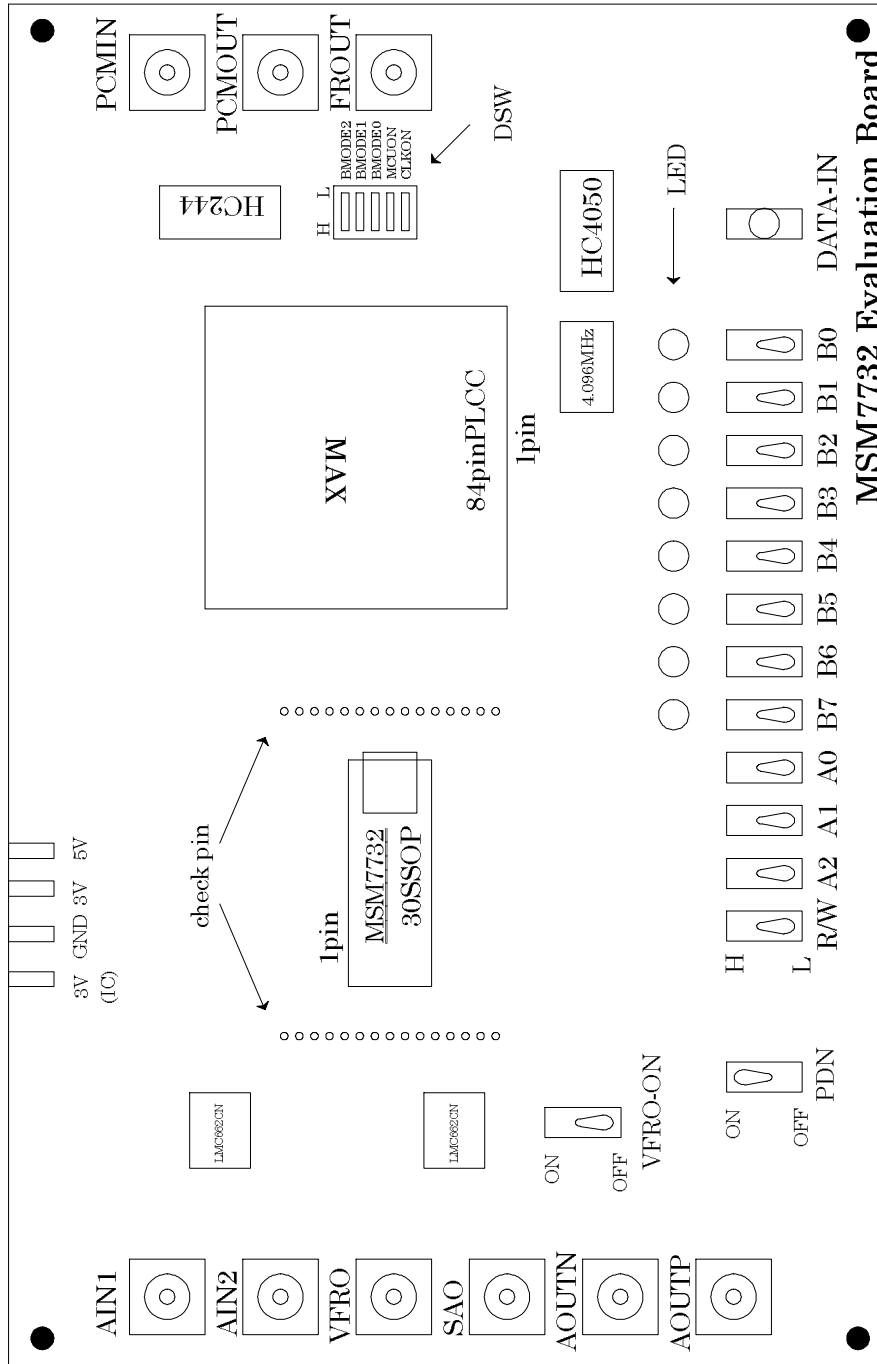 3V
(IC)
GND
3V
5V
AIN1
AIN2
VFRO
SAO
AOUTN
AOUTP
LMC662CN
LMC662CN
check pin
1pin
MSM7732
30SSOP
MAX
84pinPLCC
1pin
HC244
H
L
BMODE2
BMODE1
BMODE0
MCUON
CLKON
DSW
PCMIN
PCMOUT
FROUT
4.096MHz
HC4050
LED
ON
OFF
VFRO-ON
ON
OFF
PDN
H
L
R/W
A2
A1
A0
B7
B6
B5
B4
B3
B2
B1
B0
DATA-IN
MSM7732 Evaluation Board